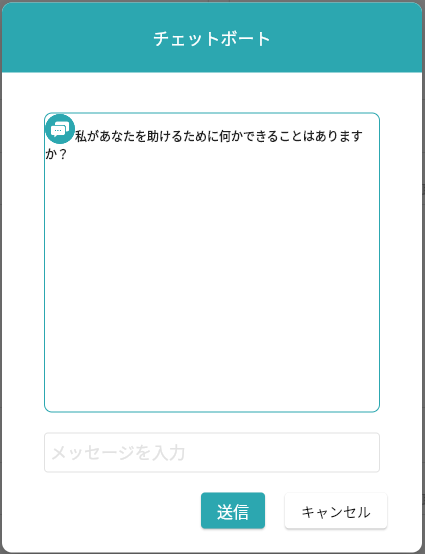 チェットボート
私があなたを助けるために何かできることはあります
か？
メッセージを入力
送信
キャンセル